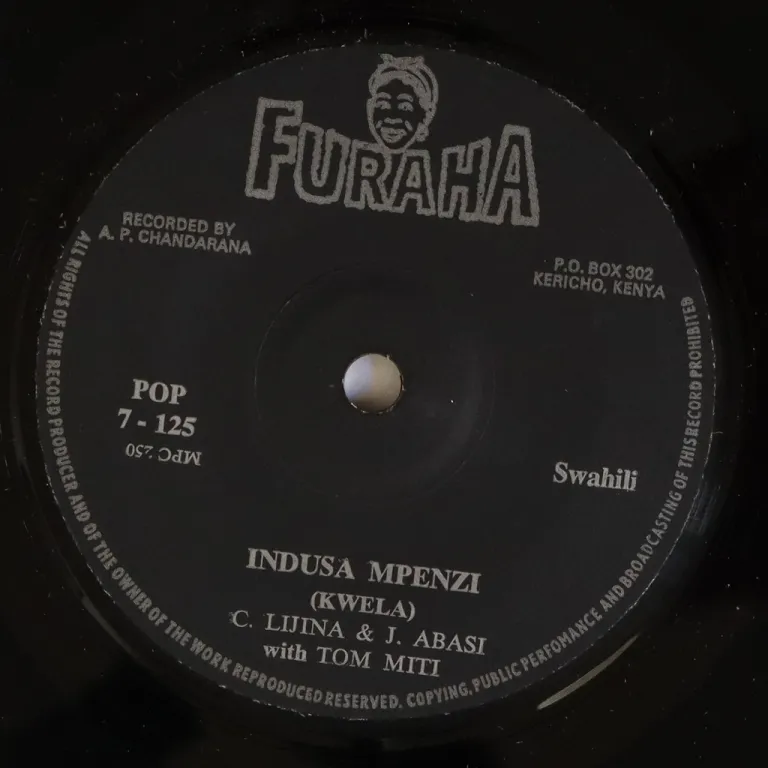 FURAHA
RECORDED BY
A. P. CHANDARANA
P.O. BOX 302
KERICHO, KENYA
POP
7 - 125
MPC 250
Swahili
INDUSA MPENZI
(KWELA)
C. LIJINA & J. ABASI
with TOM MITI
ALL RIGHTS OF THE RECORD PRODUCER AND OF THE OWNER OF THE WORK REPRODUCED RESERVED. COPYING, PUBLIC PERFOMANCE AND BROADCASTING OF THIS RECORD PROHIBITED